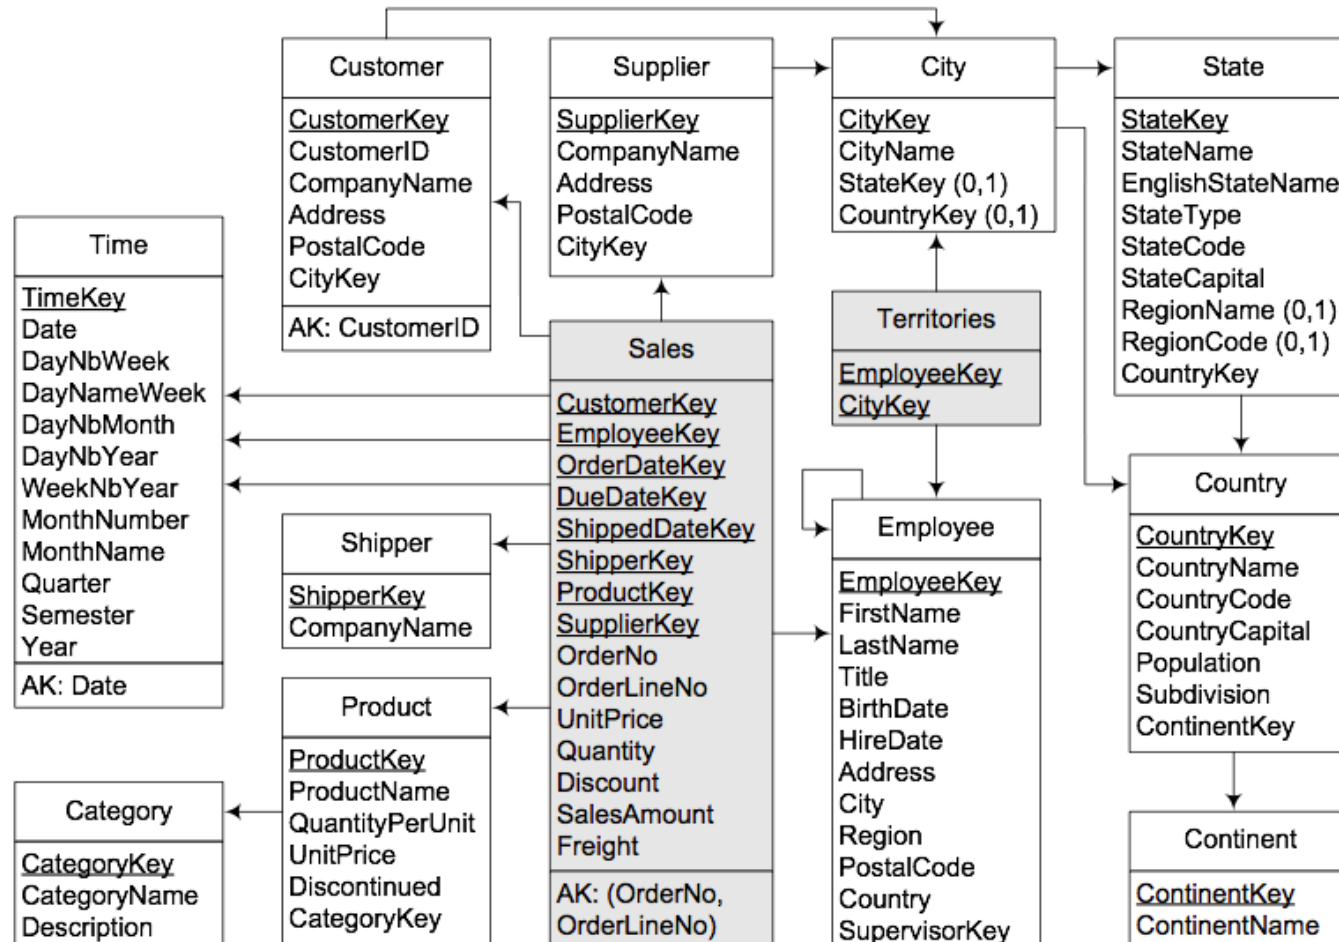 Customer
CustomerKey
CustomerID
CompanyName
Address
PostalCode
CityKey
AK: CustomerID
Supplier
SupplierKey
CompanyName
Address
PostalCode
CityKey
City
CityKey
CityName
StateKey (0,1)
CountryKey (0,1)
State
StateKey
StateName
EnglishStateName
StateType
StateCode
StateCapital
RegionName (0,1)
RegionCode (0,1)
CountryKey
Time
TimeKey
Date
DayNbWeek
DayNameWeek
DayNbMonth
DayNbYear
WeekNbYear
MonthNumber
MonthName
Quarter
Semester
Year
AK: Date
Sales
CustomerKey
EmployeeKey
OrderDateKey
DueDateKey
ShippedDateKey
ShipperKey
ProductKey
SupplierKey
OrderNo
OrderLineNo
UnitPrice
Quantity
Discount
SalesAmount
Freight
AK: (OrderNo,
OrderLineNo)
Territories
EmployeeKey
CityKey
Shipper
ShipperKey
CompanyName
Employee
EmployeeKey
FirstName
LastName
Title
BirthDate
HireDate
Address
City
Region
PostalCode
Country
SupervisorKey
Country
CountryKey
CountryName
CountryCode
CountryCapital
Population
Subdivision
ContinentKey
Product
ProductKey
ProductName
QuantityPerUnit
UnitPrice
Discontinued
CategoryKey
Category
CategoryKey
CategoryName
Description
Continent
ContinentKey
ContinentName